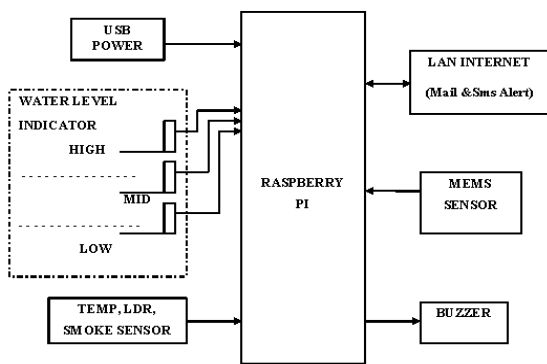 USB
POWER
WATER LEVEL
INDICATOR
HIGH
MID
LOW
TEMP, LDR,
SMOKE SENSOR
RASPBERRY
PI
LAN INTERNET
(Mail &Sms Alert)
MEMS
SENSOR
BUZZER